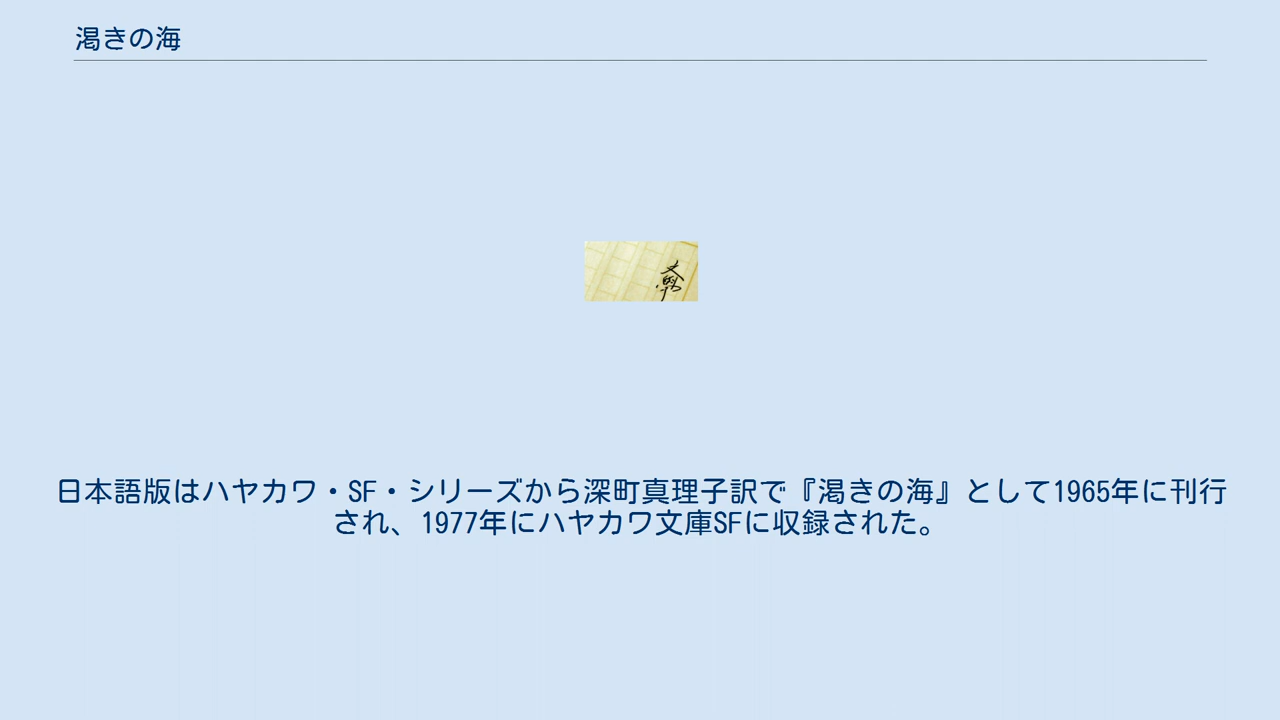 渇きの海
日本語版はハヤカワ・SF・シリーズから深町真理子訳で『渇きの海』として1965年に刊行
され、1977年にハヤカワ文庫SFに収録された。